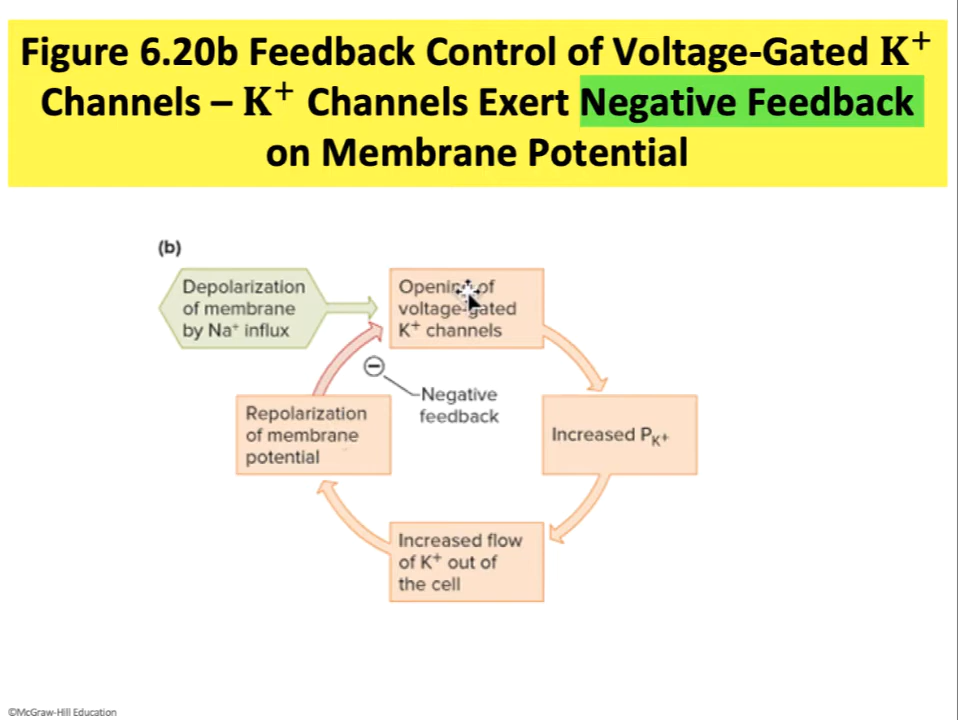 Figure 6.20b Feedback Control of Voltage-Gated K⁺
Channels – K⁺ Channels Exert Negative Feedback
on Membrane Potential
(b)
Depolarization
of membrane
by Na⁺ influx
Opening of
voltage-gated
K⁺ channels
Negative
feedback
Repolarization
of membrane
potential
Increased P_K⁺
Increased flow
of K⁺ out of
the cell
©McGraw-Hill Education